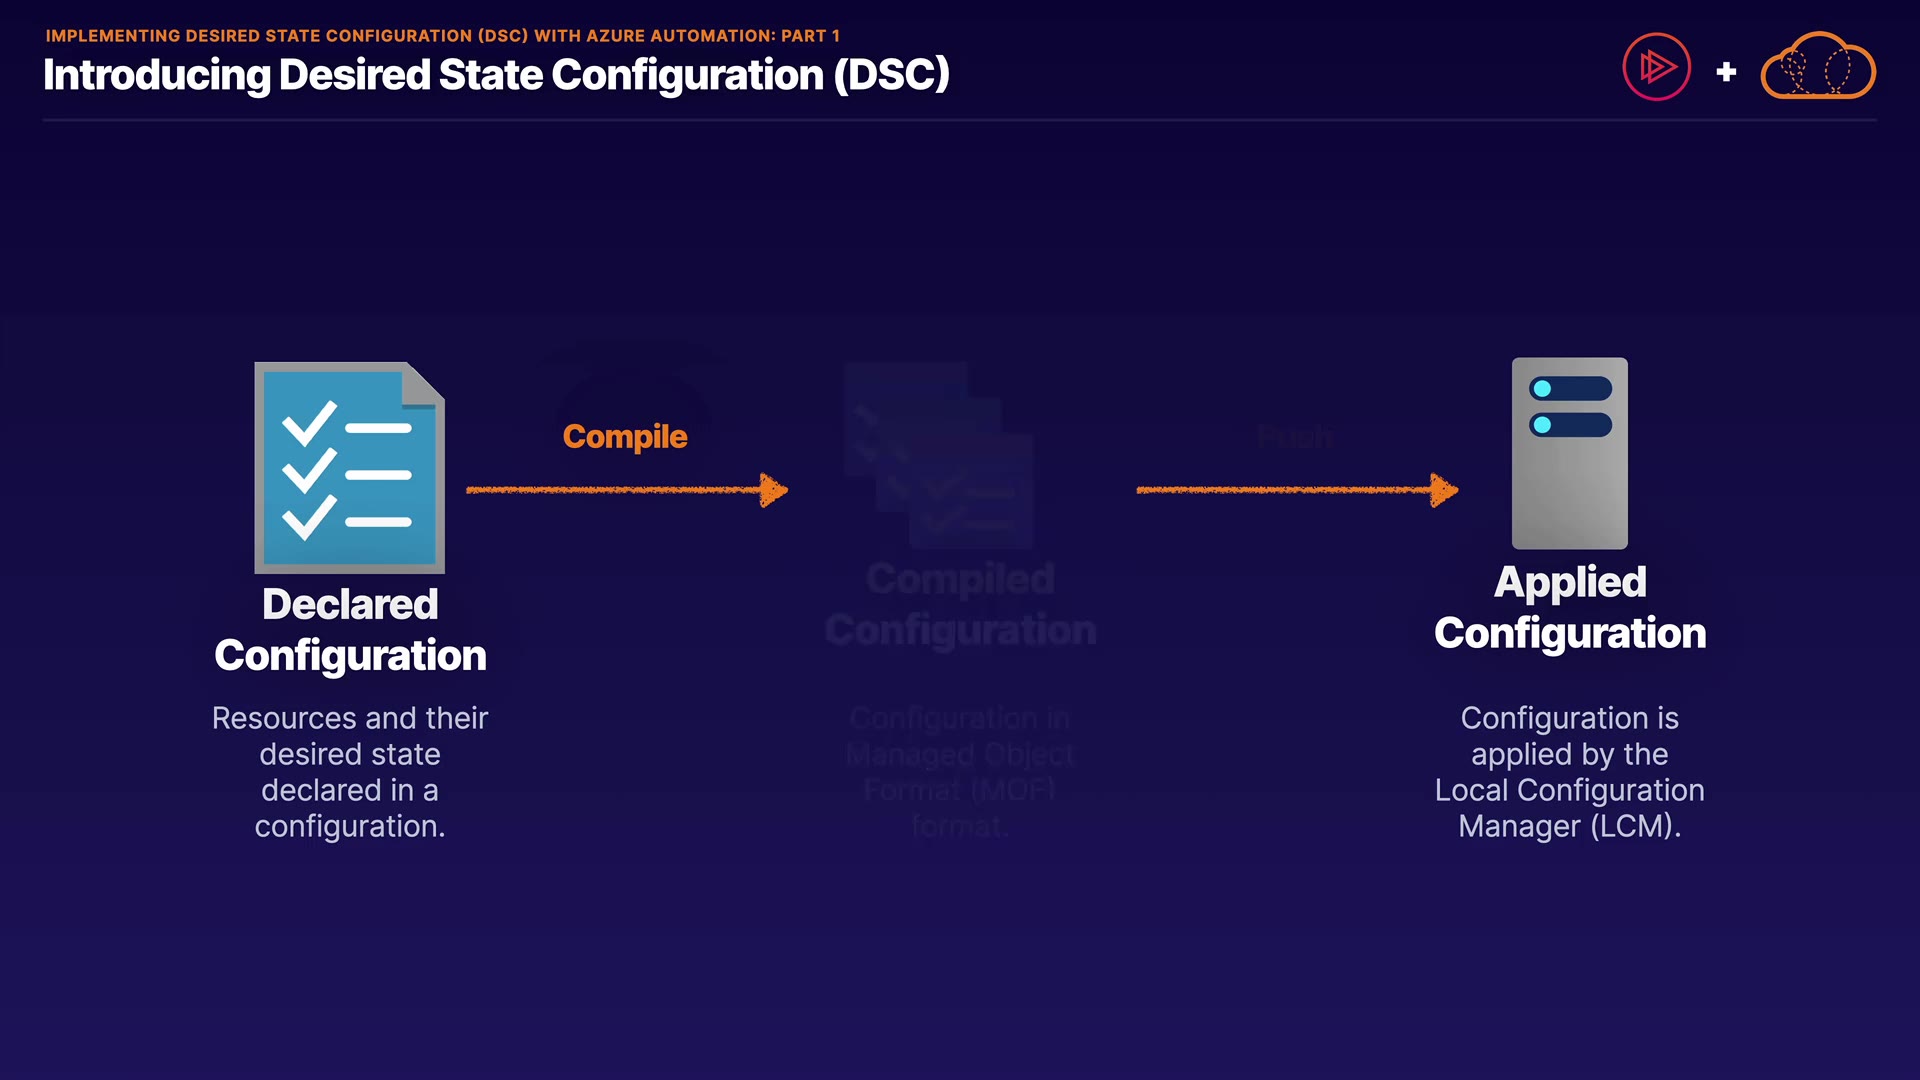 IMPLEMENTING DESIRED STATE CONFIGURATION (DSC) WITH AZURE AUTOMATION: PART 1
Introducing Desired State Configuration (DSC)
+
Compile
Push
Declared
Configuration
Resources and their
desired state
declared in a
configuration.
Compiled
Configuration
Configuration in
Managed Object
Format (MOF)
format.
Applied
Configuration
Configuration is
applied by the
Local Configuration
Manager (LCM).